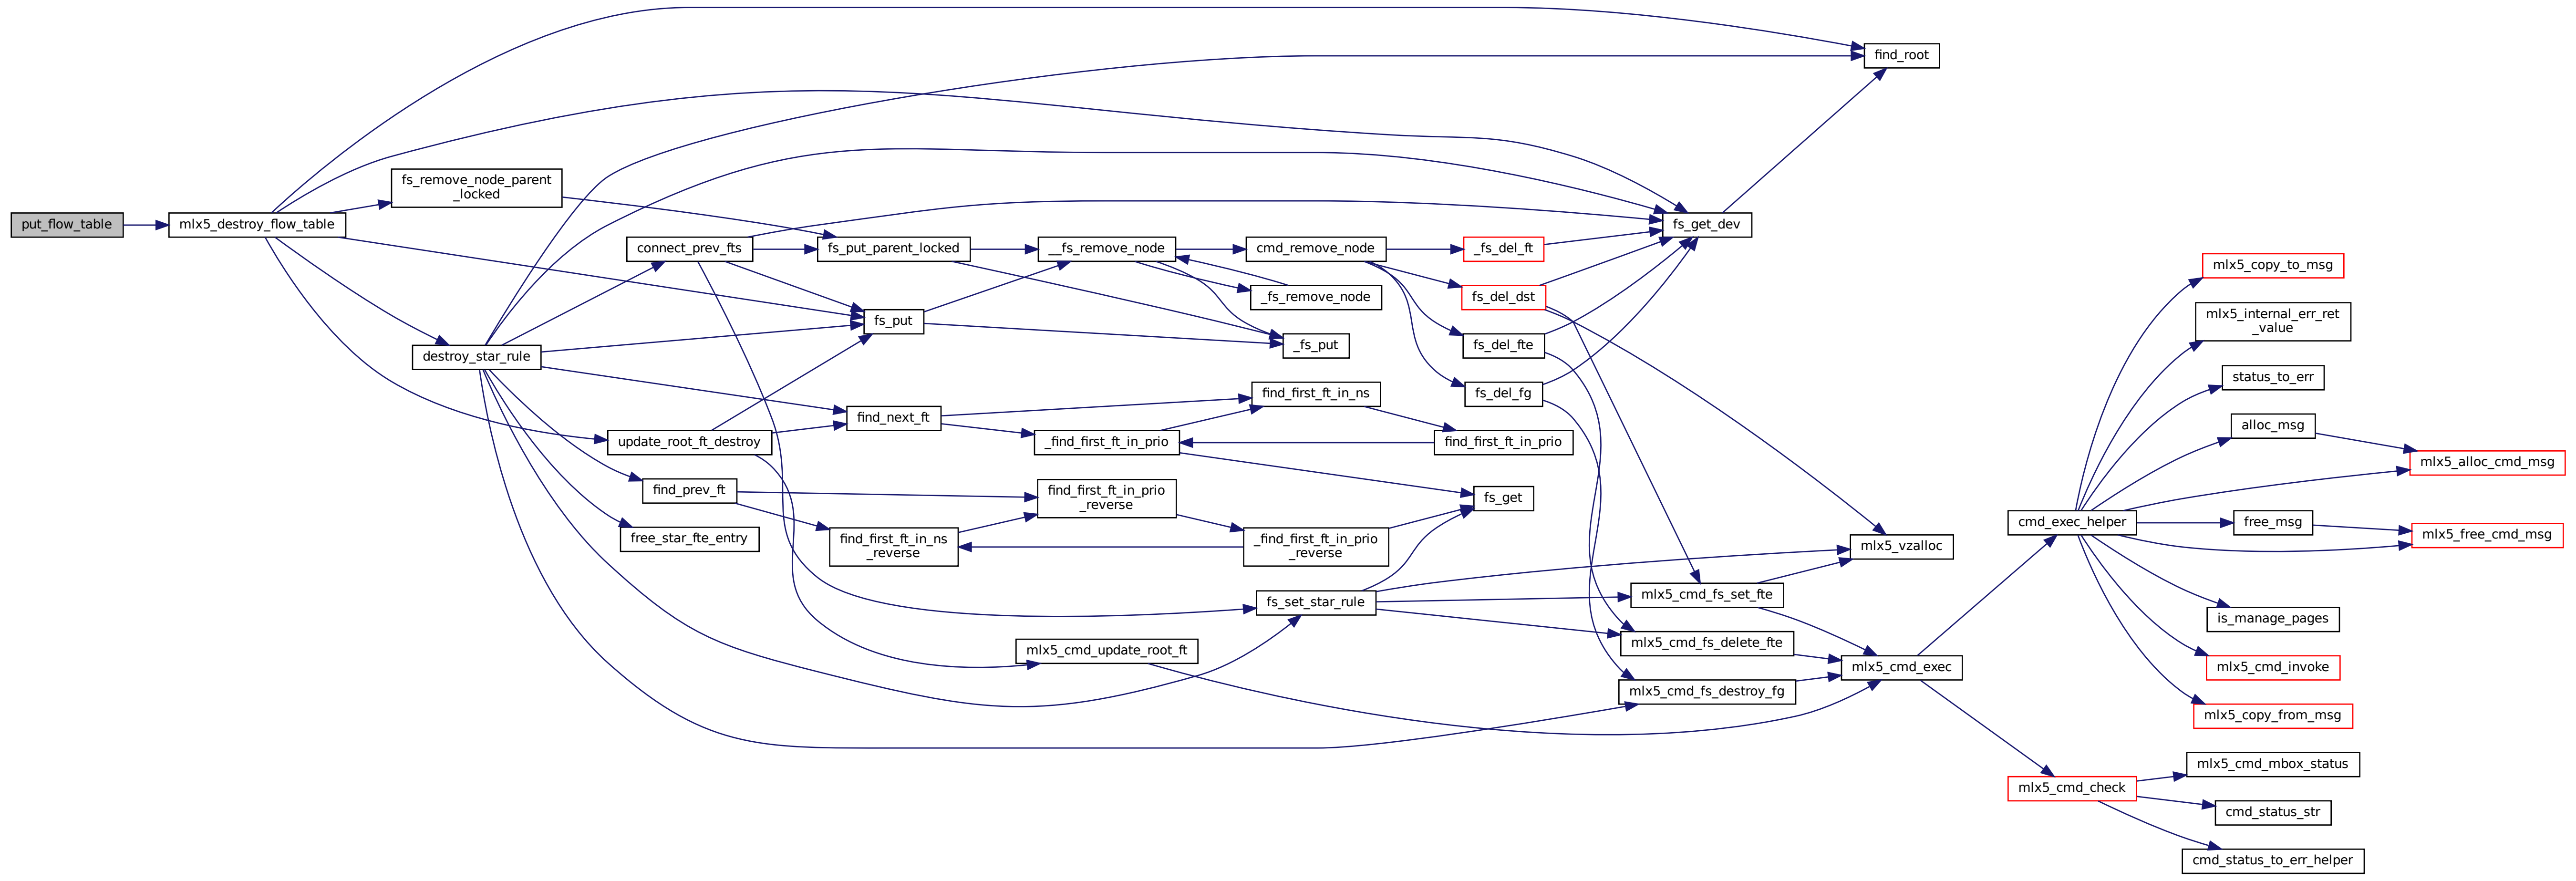 put_flow_table
mlx5_destroy_flow_table
fs_remove_node_parent
_locked
destroy_star_rule
connect_prev_fts
update_root_ft_destroy
find_prev_ft
free_star_fte_entry
fs_put_parent_locked
fs_put
find_next_ft
find_first_ft_in_ns
_reverse
__fs_remove_node
_find_first_ft_in_prio
find_first_ft_in_prio
_reverse
mlx5_cmd_update_root_ft
cmd_remove_node
_fs_remove_node
_fs_put
find_first_ft_in_ns
_find_first_ft_in_prio
_reverse
fs_set_star_rule
_fs_del_ft
fs_del_dst
fs_del_fte
fs_del_fg
find_first_ft_in_prio
fs_get
find_root
fs_get_dev
mlx5_vzalloc
mlx5_cmd_fs_set_fte
mlx5_cmd_fs_delete_fte
mlx5_cmd_fs_destroy_fg
mlx5_cmd_exec
cmd_exec_helper
mlx5_cmd_check
mlx5_copy_to_msg
mlx5_internal_err_ret
_value
status_to_err
alloc_msg
mlx5_alloc_cmd_msg
free_msg
mlx5_free_cmd_msg
is_manage_pages
mlx5_cmd_invoke
mlx5_copy_from_msg
mlx5_cmd_mbox_status
cmd_status_str
cmd_status_to_err_helper